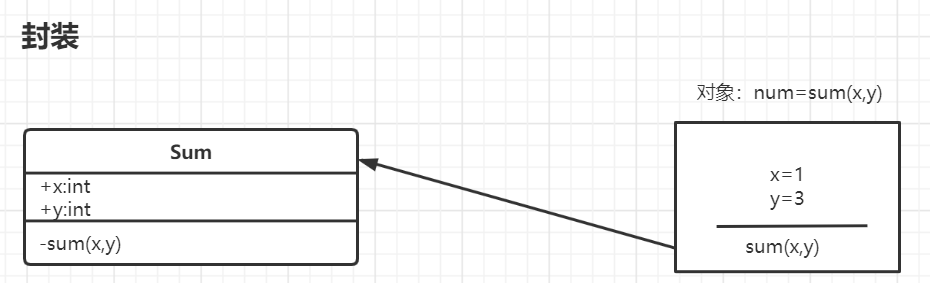 封装
对象：num=sum(x,y)
Sum
+x:int
+y:int
-sum(x,y)
x=1
y=3
sum(x,y)